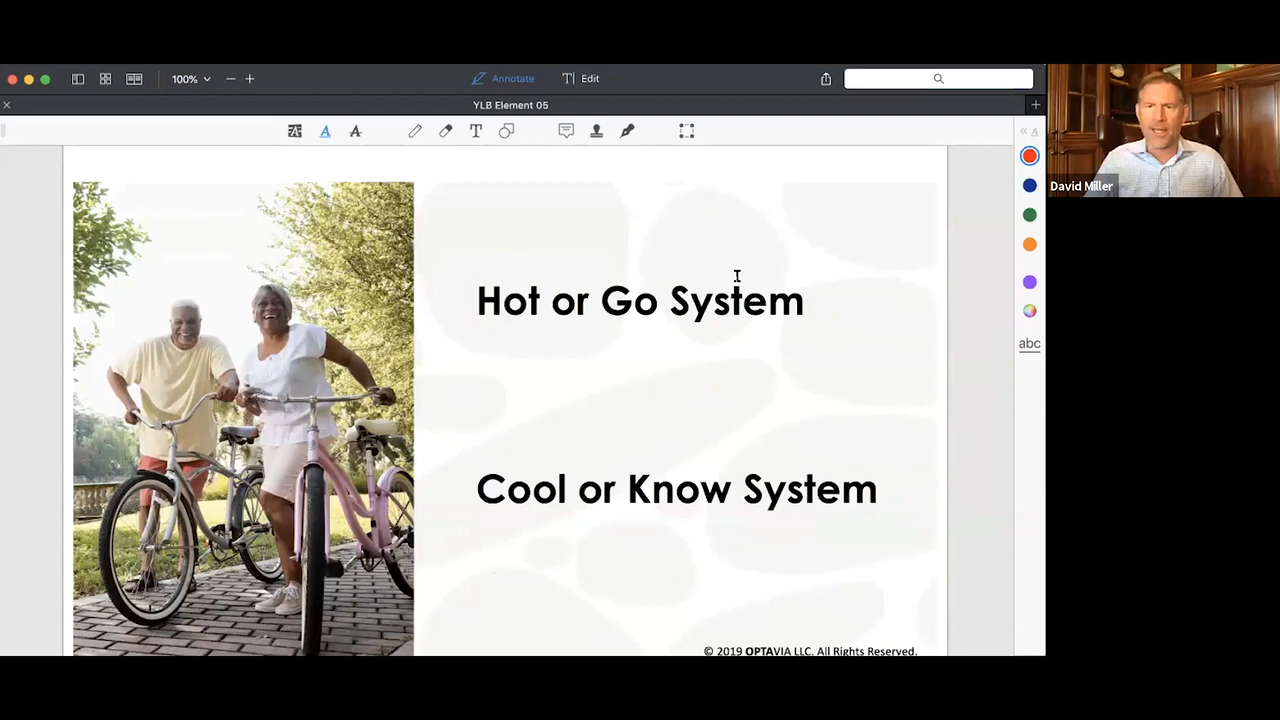 100%
Annotate
T Edit
YLB Element 05
A A A
T
A
David Miller
Hot or Go System
abc
Cool or Know System
© 2019 OPTAVIA LLC. All Rights Reserved.